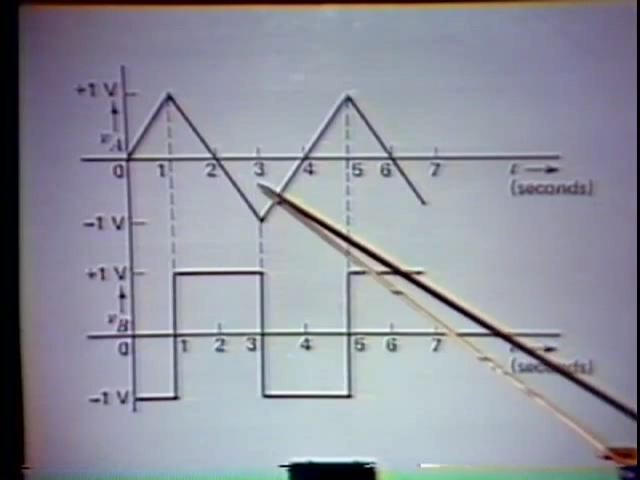 +1 V
v_A
0 1 2 3 4 5 6 7 t
(seconds)
−1 V
+1 V
v_B
0 1 2 3 4 5 6 7 t
(seconds)
−1 V